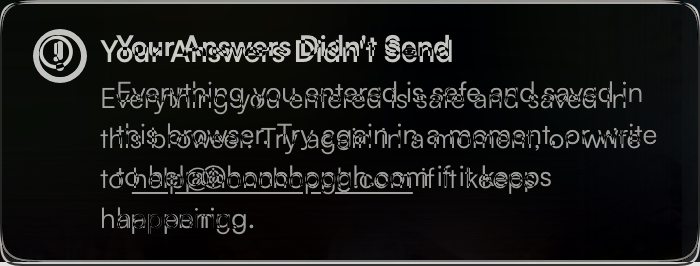 Your Answers Didn't Send
Everything you entered is safe and saved in
this browser. Try again in a moment, or write
to if it keeps
happening.